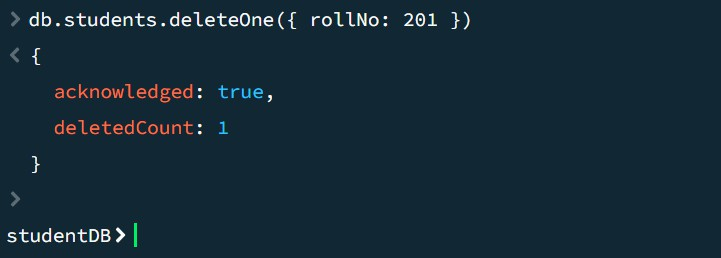 > db.students.deleteOne({ rollNo: 201 })
< {
acknowledged: true,
deletedCount: 1
}
>
studentDB>